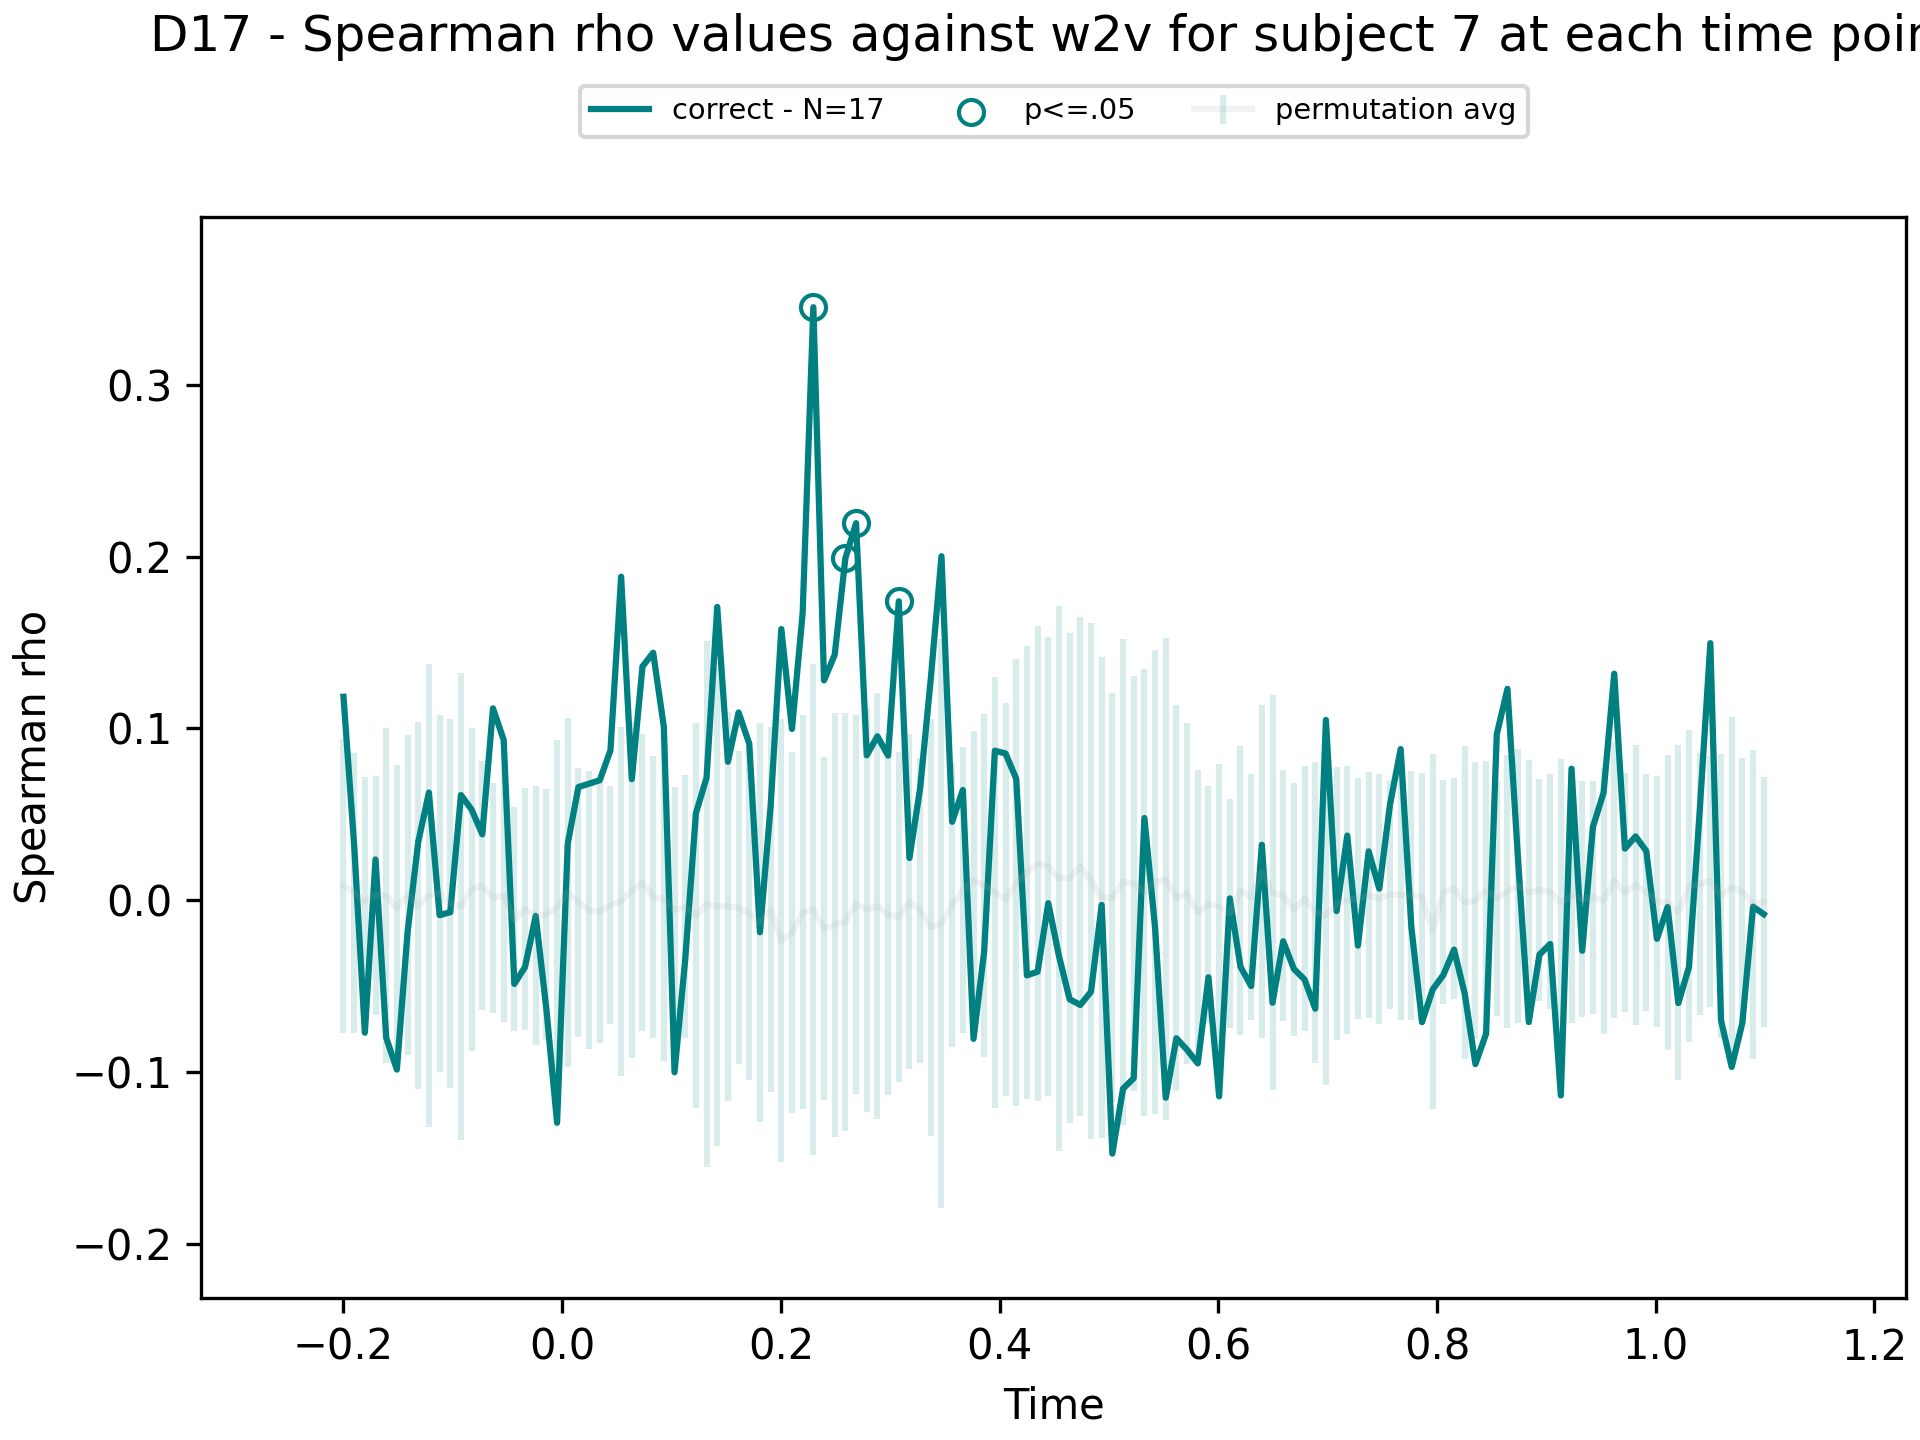 D17 - Spearman rho values against w2v for subject 7 at each time
correct - N=17 p<=.05 permutation avg
Spearman rho
0.3
0.2
0.1
0.0
−0.1
−0.2
−0.2 0.0 0.2 0.4 0.6 0.8 1.0 1.2
Time